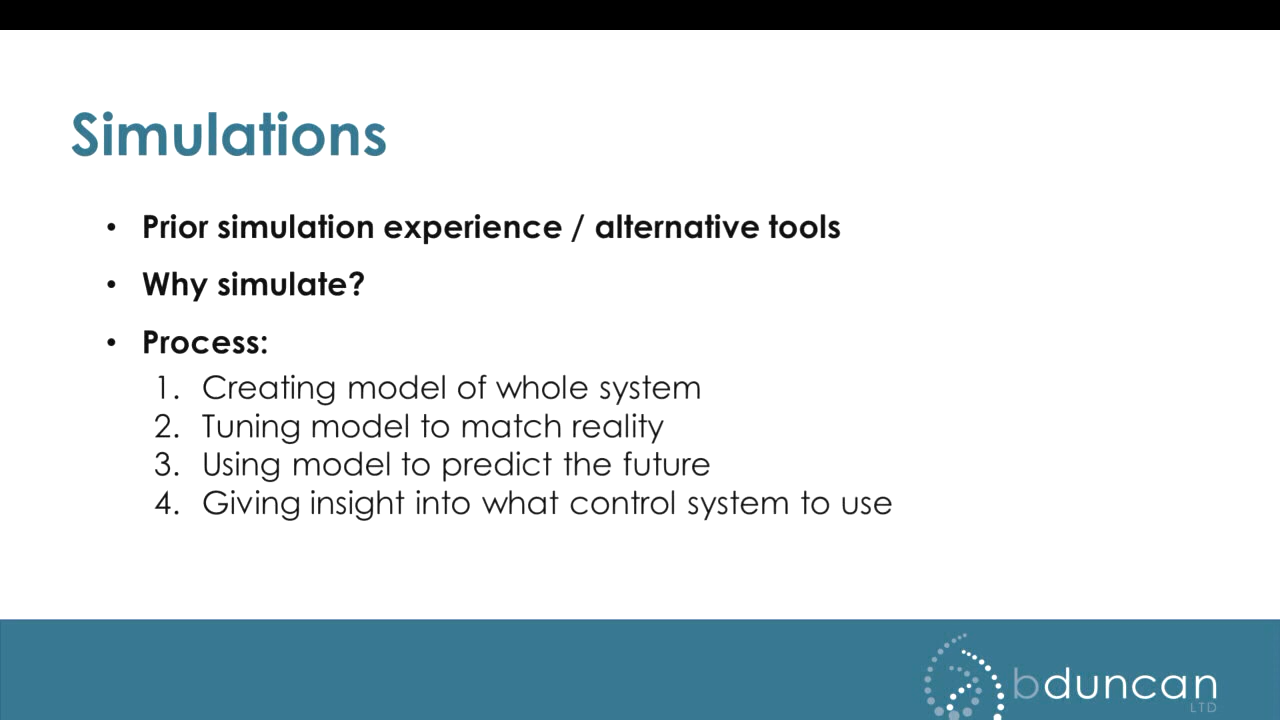 Simulations
• Prior simulation experience / alternative tools
• Why simulate?
• Process:
1. Creating model of whole system
2. Tuning model to match reality
3. Using model to predict the future
4. Giving insight into what control system to use
bduncan
LTD